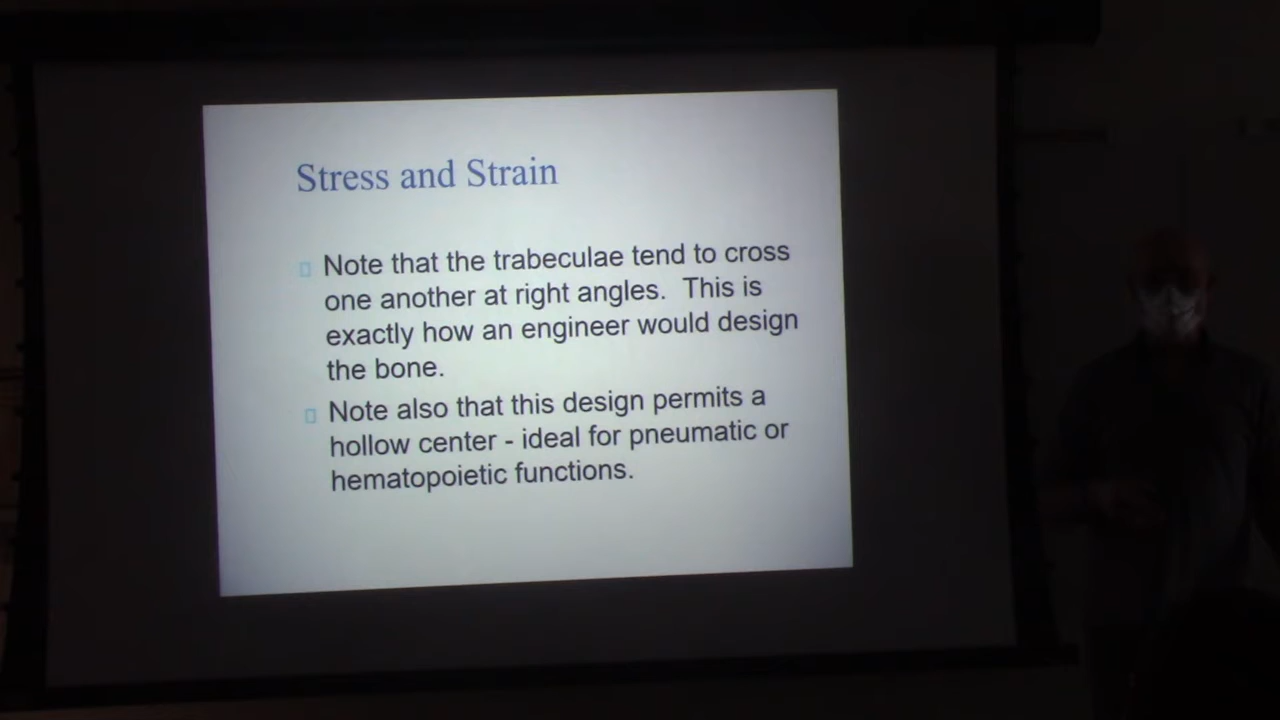 Stress and Strain
Note that the trabeculae tend to cross
one another at right angles.  This is
exactly how an engineer would design
the bone.
Note also that this design permits a
hollow center - ideal for pneumatic or
hematopoietic functions.